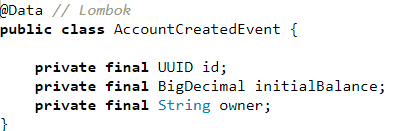 @Data // Lombok
public class AccountCreatedEvent {
private final UUID id;
private final BigDecimal initialBalance;
private final String owner;
}